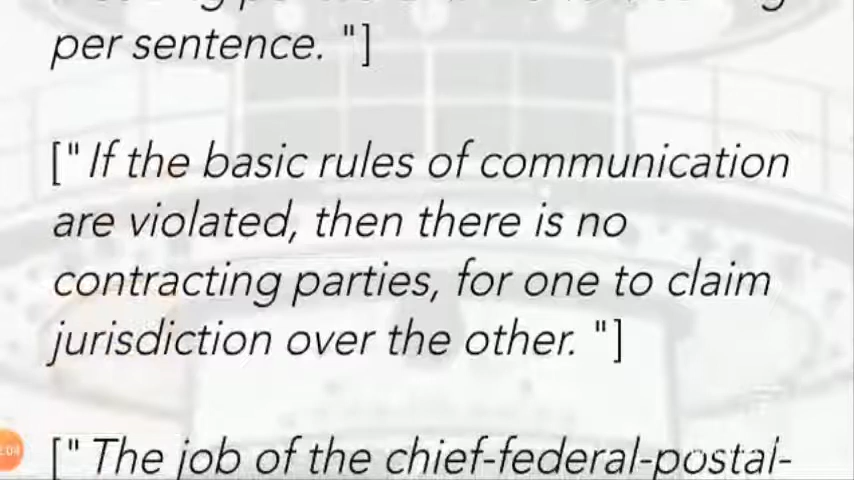 per sentence. "]
["If the basic rules of communication
are violated, then there is no
contracting parties, for one to claim
jurisdiction over the other. "]
["The job of the chief-federal-postal-